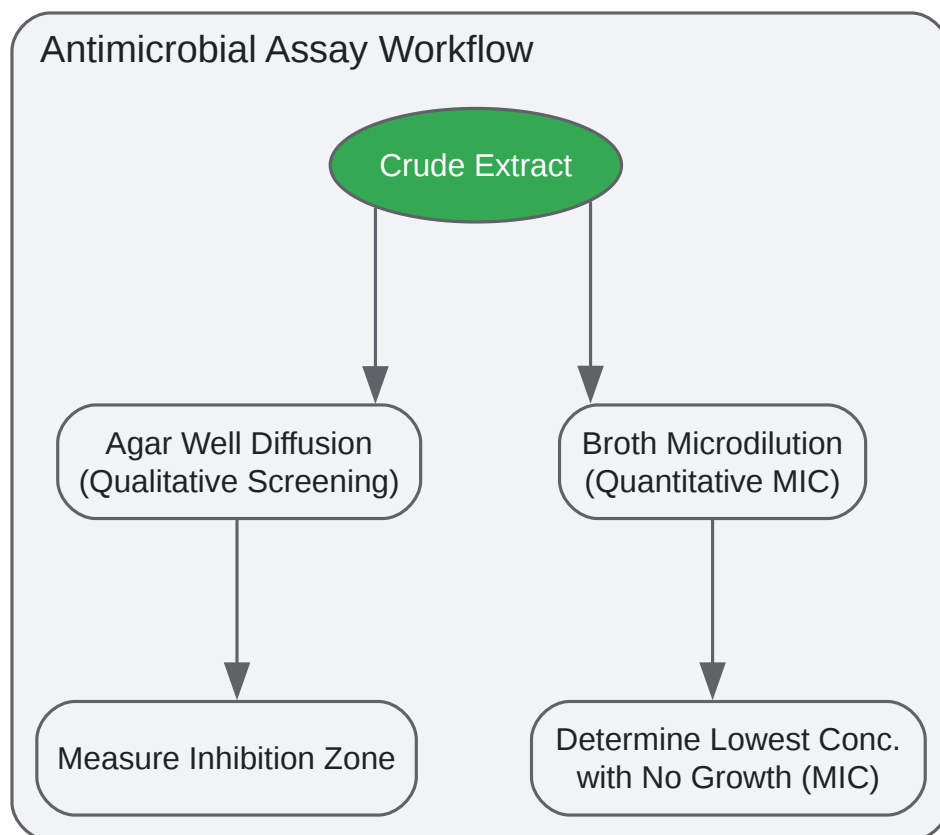 Antimicrobial Assay Workflow
Crude Extract
Agar Well Diffusion
(Qualitative Screening)
Broth Microdilution
(Quantitative MIC)
Measure Inhibition Zone
Determine Lowest Conc.
with No Growth (MIC)